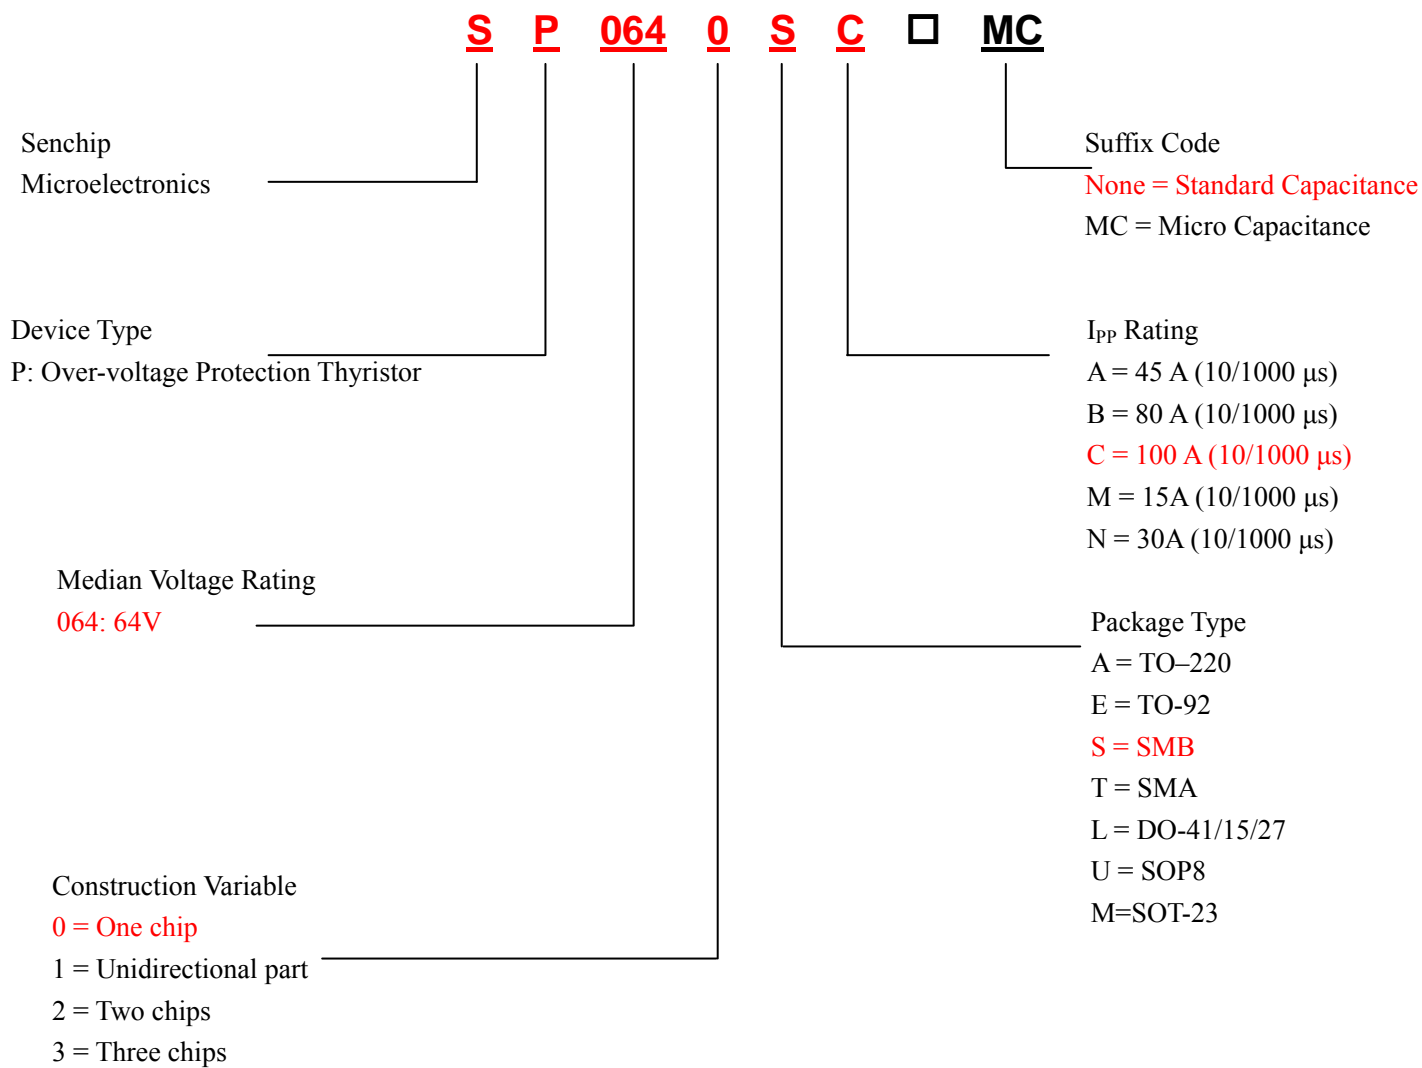 S P 064 0 S C □ MC
Senchip
Microelectronics
Suffix Code
None = Standard Capacitance
MC = Micro Capacitance
Device Type
P: Over-voltage Protection Thyristor
IPP Rating
A = 45 A (10/1000 μs)
B = 80 A (10/1000 μs)
C = 100 A (10/1000 μs)
M = 15A (10/1000 μs)
N = 30A (10/1000 μs)
Median Voltage Rating
064: 64V
Package Type
A = TO–220
E = TO-92
S = SMB
T = SMA
L = DO-41/15/27
U = SOP8
M=SOT-23
Construction Variable
0 = One chip
1 = Unidirectional part
2 = Two chips
3 = Three chips